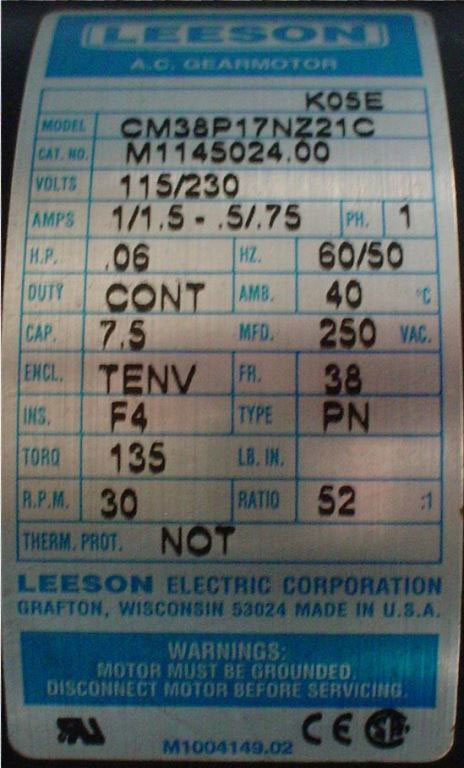 LEESON
A.C. GEARMOTOR
K05E
MODEL CM38P17NZ21C
CAT. NO. M1145024.00
VOLTS 115/230
AMPS 1/1.5 - .5/.75 PH. 1
H.P. .06 HZ. 60/50
DUTY CONT AMB. 40 °C
CAP. 7.5 MFD. 250 VAC.
ENCL. TENV FR. 38
INS. F4 TYPE PN
TORQ 135 LB. IN.
R.P.M. 30 RATIO 52 :1
THERM. PROT. NOT
LEESON ELECTRIC CORPORATION
GRAFTON, WISCONSIN 53024 MADE IN U.S.A.
WARNINGS:
MOTOR MUST BE GROUNDED.
DISCONNECT MOTOR BEFORE SERVICING.
RU CE SA
M1004149.02